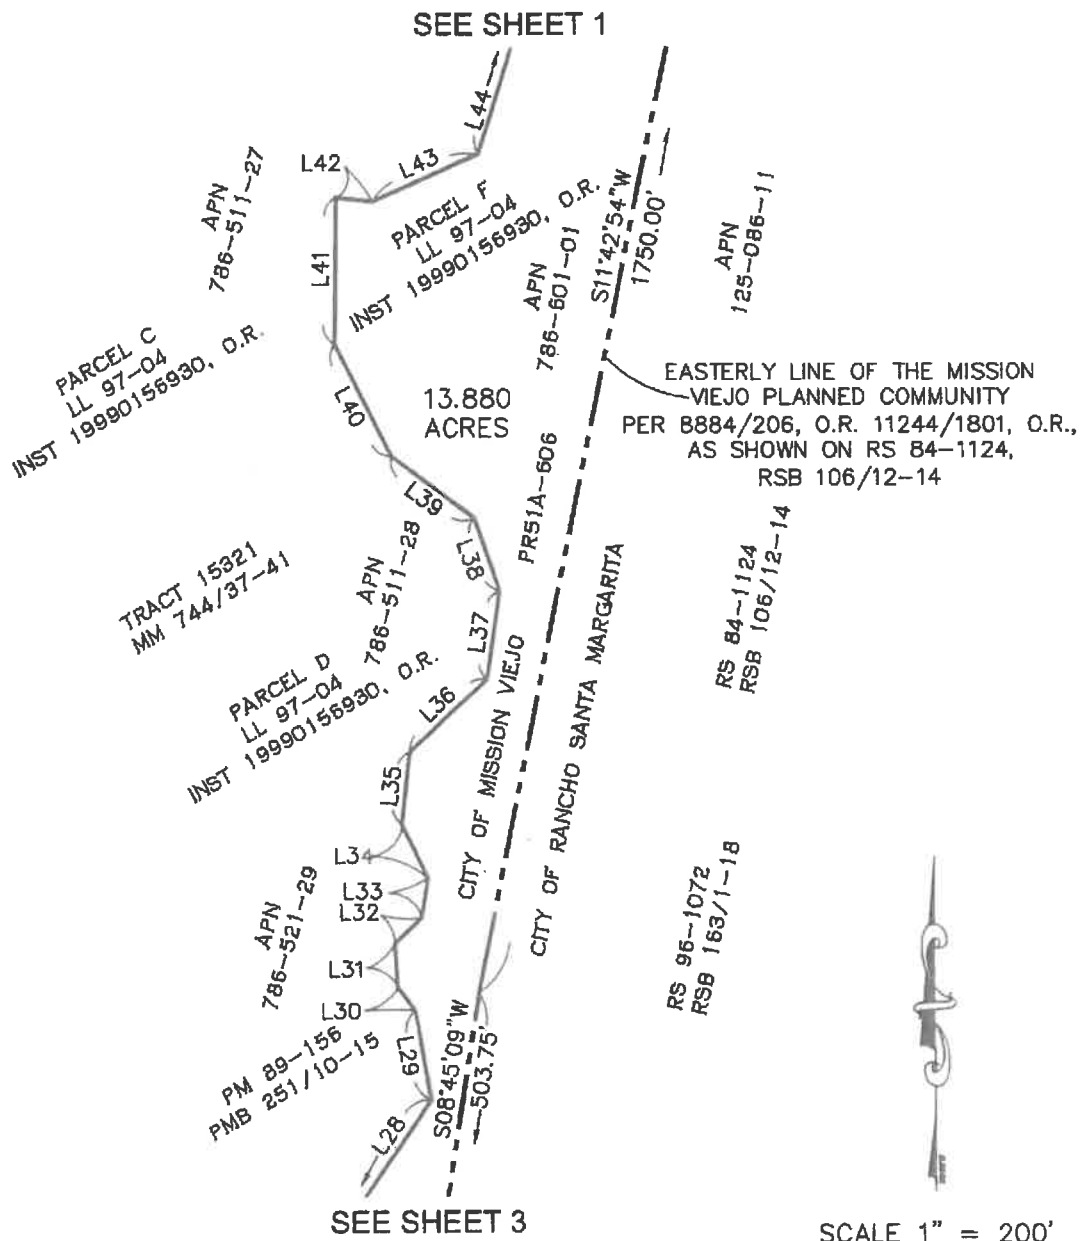 SEE SHEET 1
L44
L43
L42
APN
786-511-27
PARCEL F
LL 97-04
INST 19990156930, O.R.
L41
APN
786-601-01
S11°42'54"W
1750.00'
APN
125-086-11
PARCEL C
LL 97-04
INST 19990156930, O.R.
L40
13.880
ACRES
EASTERLY LINE OF THE MISSION
VIEJO PLANNED COMMUNITY
PER 8884/206, O.R. 11244/1801, O.R.,
AS SHOWN ON RS 84-1124,
RSB 106/12-14
L39
PR51A-606
TRACT 15321
MM 744/37-41
APN
786-511-28
L38
RS 84-1124
RSB 106/12-14
L37
PARCEL D
LL 97-04
INST 19990156930, O.R.
L36
CITY OF MISSION VIEJO
CITY OF RANCHO SANTA MARGARITA
L35
L34
L33
L32
APN
786-521-29
L31
L30
RS 96-1072
RSB 163/1-18
PM 89-156
PMB 251/10-15
L29
S08°45'09"W
503.75'
L28
SEE SHEET 3
SCALE 1" = 200'